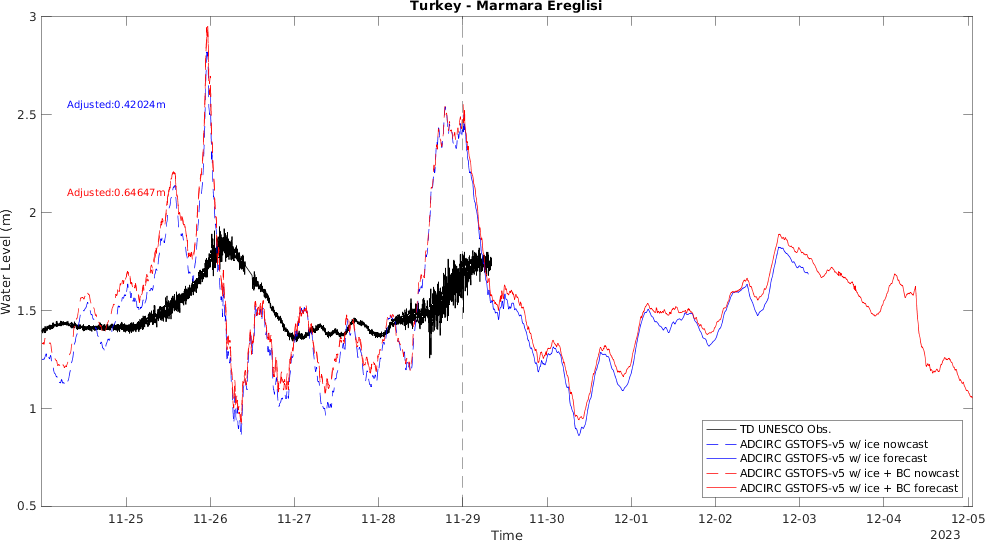 Turkey - Marmara Ereglisi
3
Adjusted:0.42024m
2.5
Adjusted:0.64647m
2
Water Level (m)
1.5
1
TD UNESCO Obs.
ADCIRC GSTOFS-v5 w/ ice nowcast
ADCIRC GSTOFS-v5 w/ ice forecast
ADCIRC GSTOFS-v5 w/ ice + BC nowcast
ADCIRC GSTOFS-v5 w/ ice + BC forecast
0.5
11-25 11-26 11-27 11-28 11-29 11-30 12-01 12-02 12-03 12-04 12-05
Time
2023